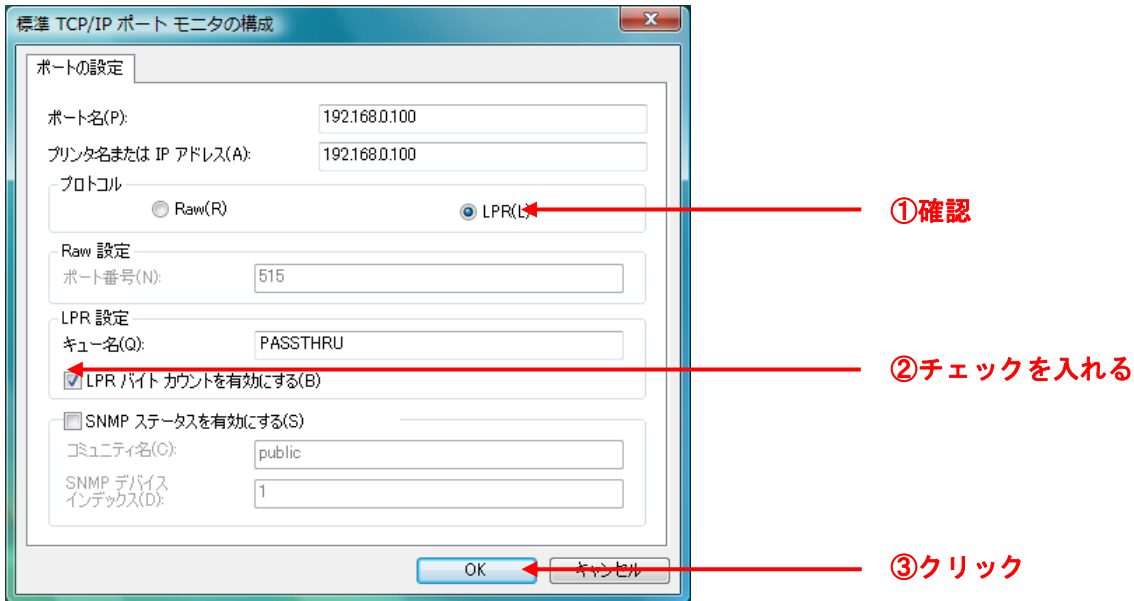 標準 TCP/IP ポート モニタの構成
ポートの設定
ポート名(P):
192.168.0.100
プリンタ名または IP アドレス(A):
192.168.0.100
プロトコル
Raw(R)
LPR(L)
①確認
Raw 設定
ポート番号(N):
515
LPR 設定
キュー名(Q):
PASSTHRU
LPR バイト カウントを有効にする(B)
②チェックを入れる
SNMP ステータスを有効にする(S)
コミュニティ名(C):
public
SNMP デバイス
インデックス(D):
1
OK
キャンセル
③クリック